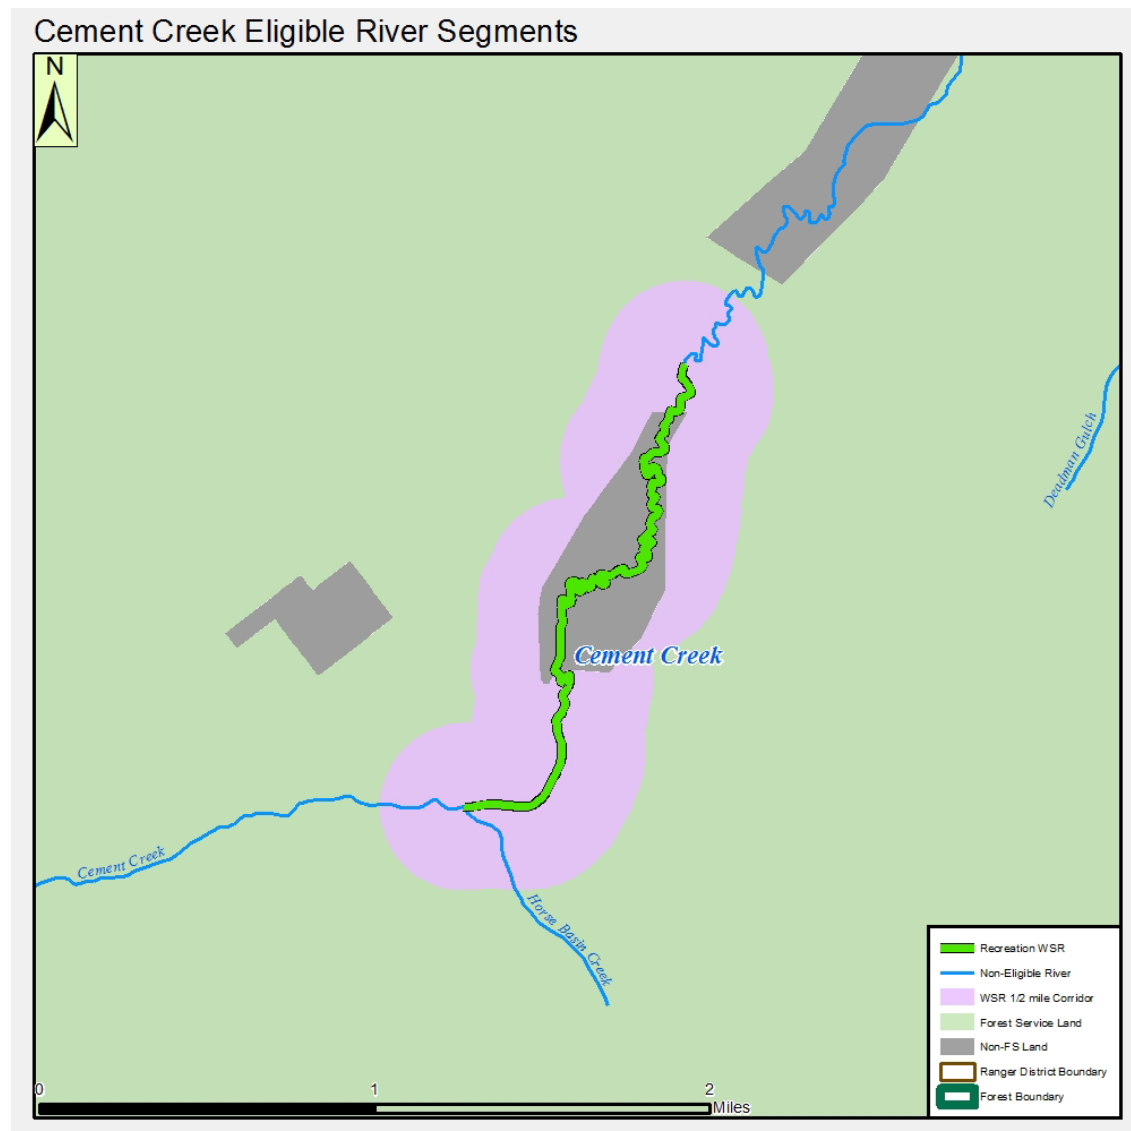 Cement Creek Eligible River Segments
N
Deadman Gulch
Cement Creek
Cement Creek
Horse Basin Creek
Recreation WSR
Non-Eligible River
WSR 1/2 mile Corridor
Forest Service Land
Non-FS Land
Ranger District Boundary
Forest Boundary
0 1 2
Miles